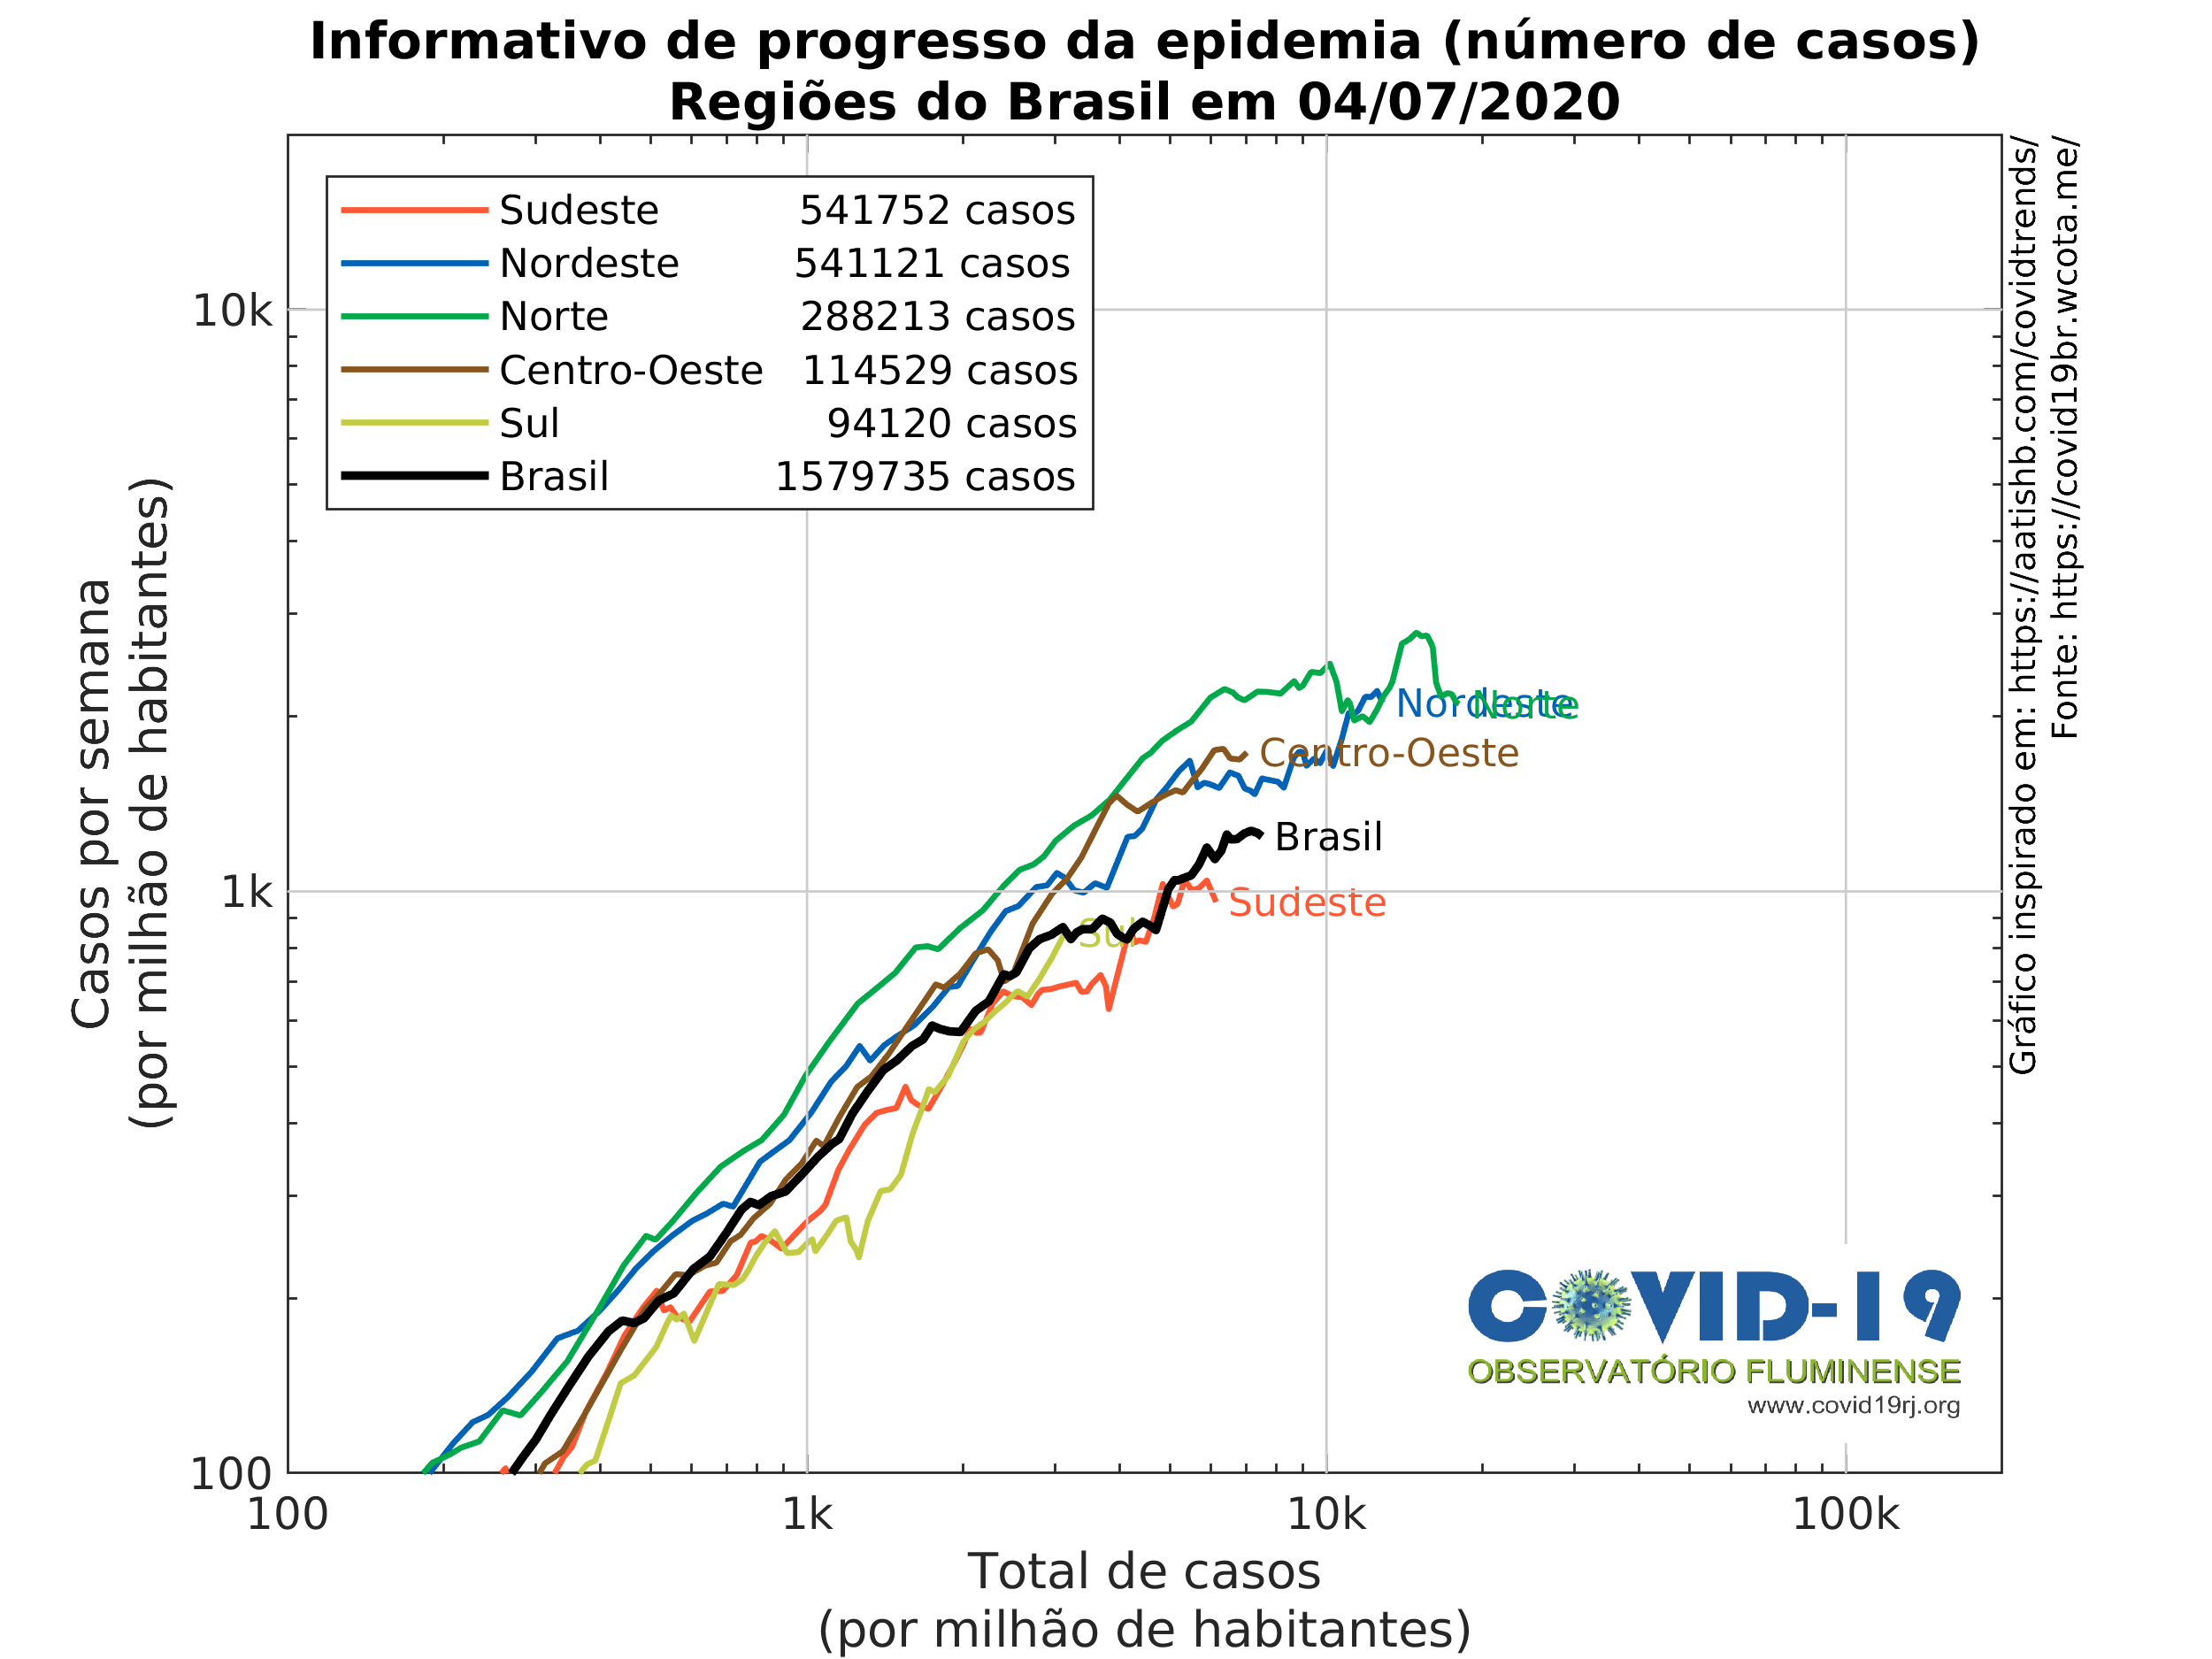 Informativo de progresso da epidemia (número de casos)
Regiões do Brasil em 04/07/2020
Sudeste 541752 casos
Nordeste 541121 casos
Norte 288213 casos
Centro-Oeste 114529 casos
Sul 94120 casos
Brasil 1579735 casos
10k
1k
100
Casos por semana
(por milhão de habitantes)
Nordeste
Norte
Centro-Oeste
Brasil
Sudeste
Sul
100
1k
10k
100k
Total de casos
(por milhão de habitantes)
Gráfico inspirado em: https://aatishb.com/covidtrends/
Fonte: https://covid19br.wcota.me/
COVID-19
OBSERVATÓRIO FLUMINENSE
www.covid19rj.org